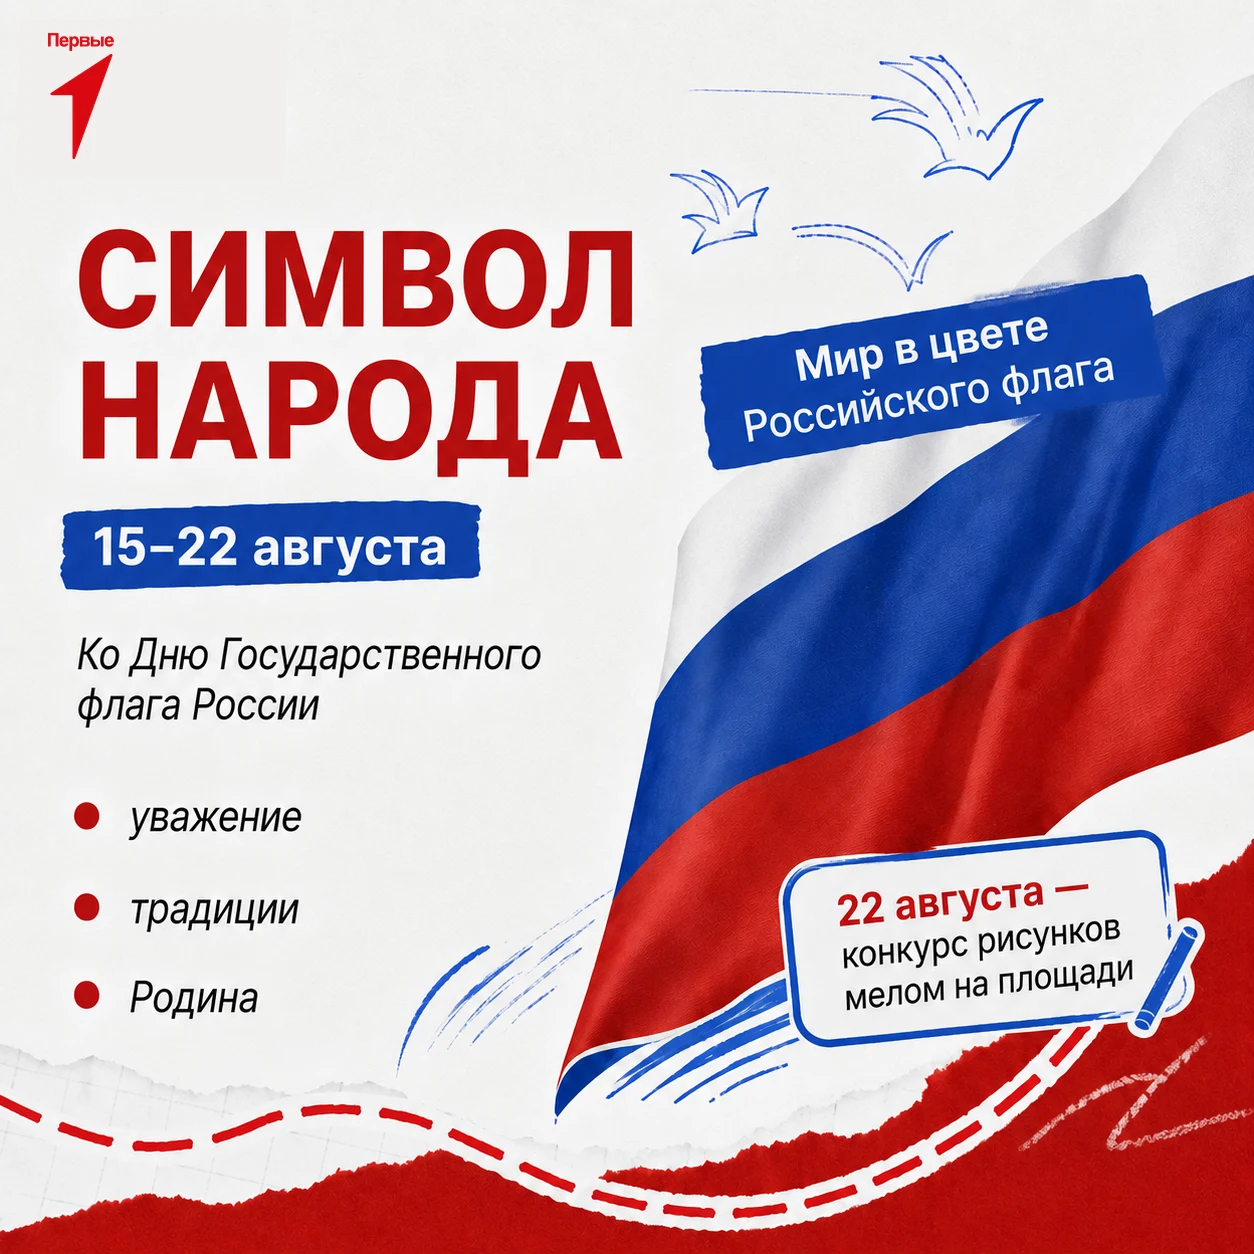 Первые
СИМВОЛ
НАРОДА
Мир в цвете
Российского флага
15–22 августа
Ко Дню Государственного
флага России
уважение
традиции
Родина
22 августа —
конкурс рисунков
мелом на площади